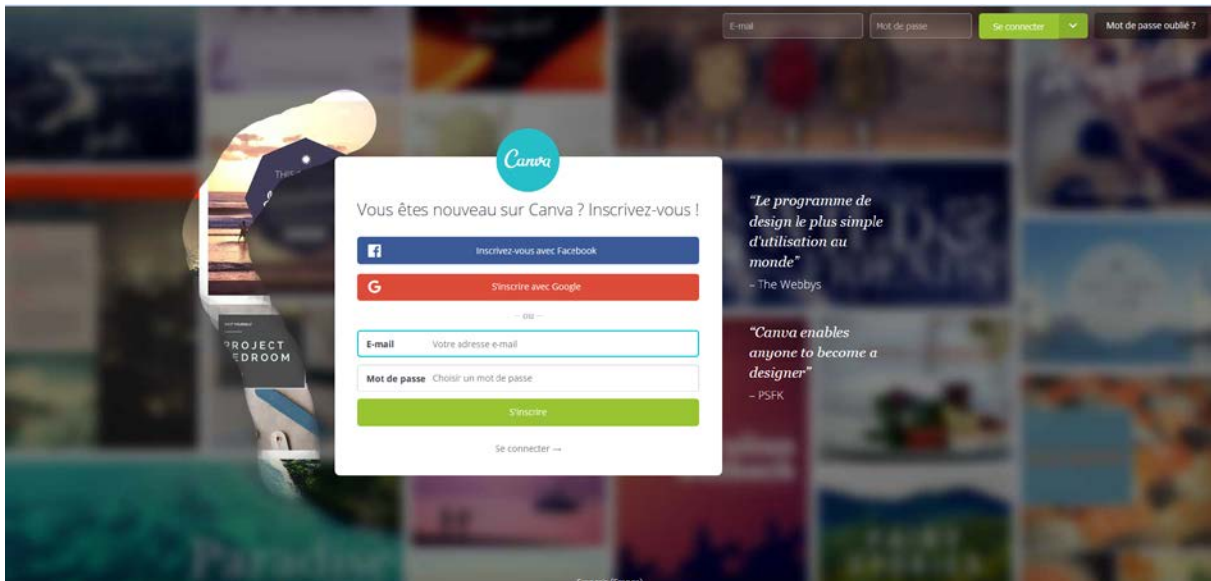 E-mail
Mot de passe
Se connecter
Mot de passe oublié ?
Canva
Vous êtes nouveau sur Canva ? Inscrivez-vous !
Inscrivez-vous avec Facebook
G
S'inscrire avec Google
— ou —
E-mail Votre adresse e-mail
Mot de passe Choisir un mot de passe
S'inscrire
Se connecter →
“Le programme de
design le plus simple
d'utilisation au
monde”
– The Webbys
“Canva enables
anyone to become a
designer”
– PSFK
THIS
PROJECT
BEDROOM
Paradise